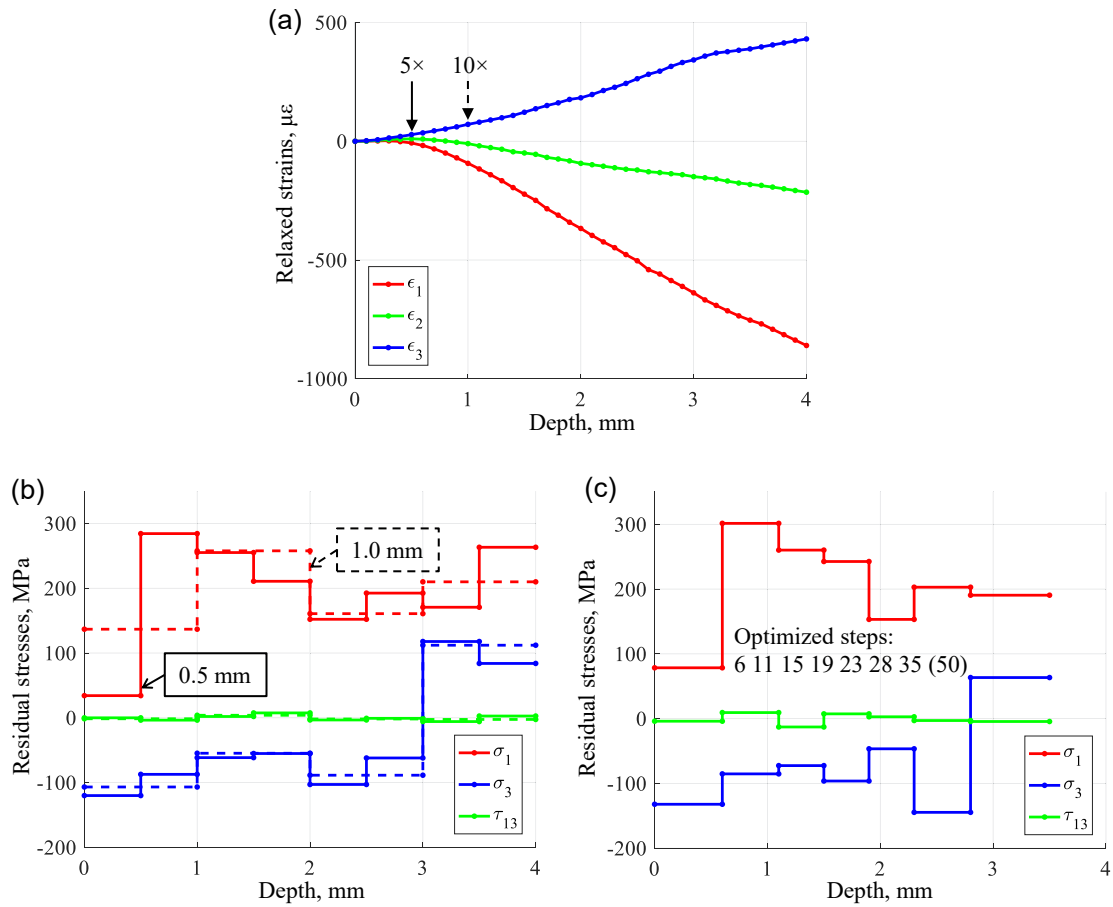 (a)
500
0
-500
-1000
Relaxed strains, με
5×
10×
ϵ1
ϵ2
ϵ3
0
1
2
3
4
Depth, mm
(b)
300
200
100
0
-100
-200
Residual stresses, MPa
1.0 mm
0.5 mm
σ1
σ3
τ13
0
1
2
3
4
Depth, mm
(c)
300
200
100
0
-100
-200
Residual stresses, MPa
Optimized steps:
6 11 15 19 23 28 35 (50)
σ1
σ3
τ13
0
1
2
3
4
Depth, mm